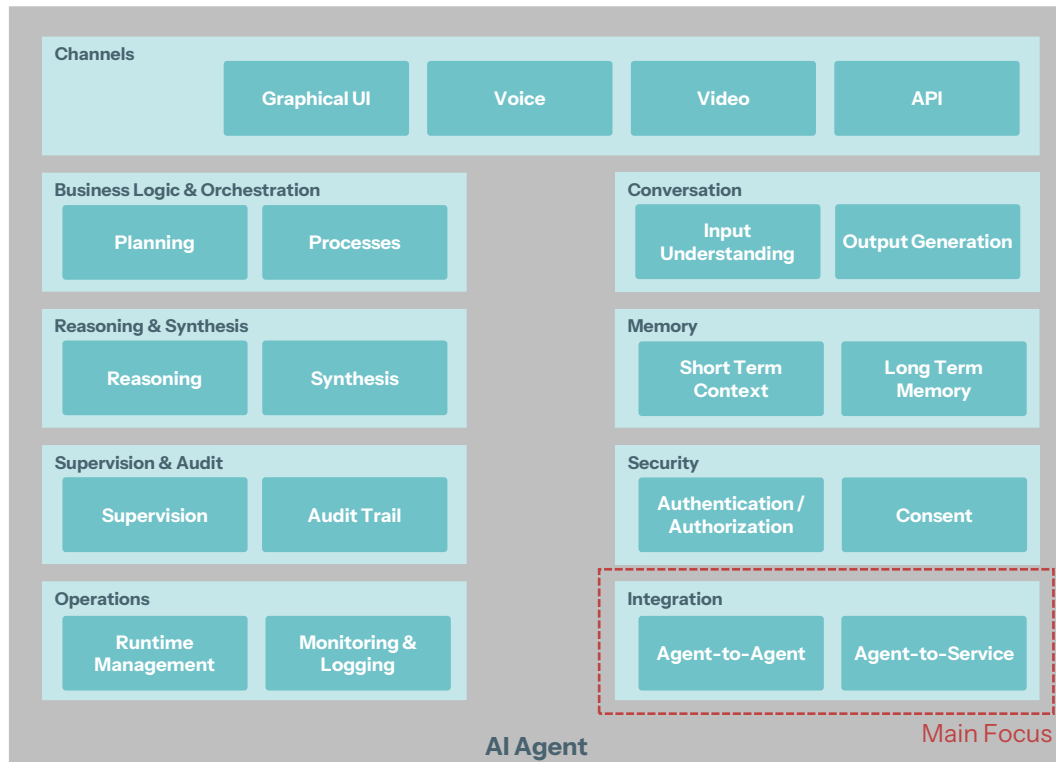 Channels
Graphical UI
Voice
Video
API
Business Logic & Orchestration
Planning
Processes
Conversation
Input
Understanding
Output Generation
Reasoning & Synthesis
Reasoning
Synthesis
Memory
Short Term
Context
Long Term
Memory
Supervision & Audit
Supervision
Audit Trail
Security
Authentication /
Authorization
Consent
Operations
Runtime
Management
Monitoring &
Logging
Integration
Agent-to-Agent
Agent-to-Service
Main Focus
AI Agent